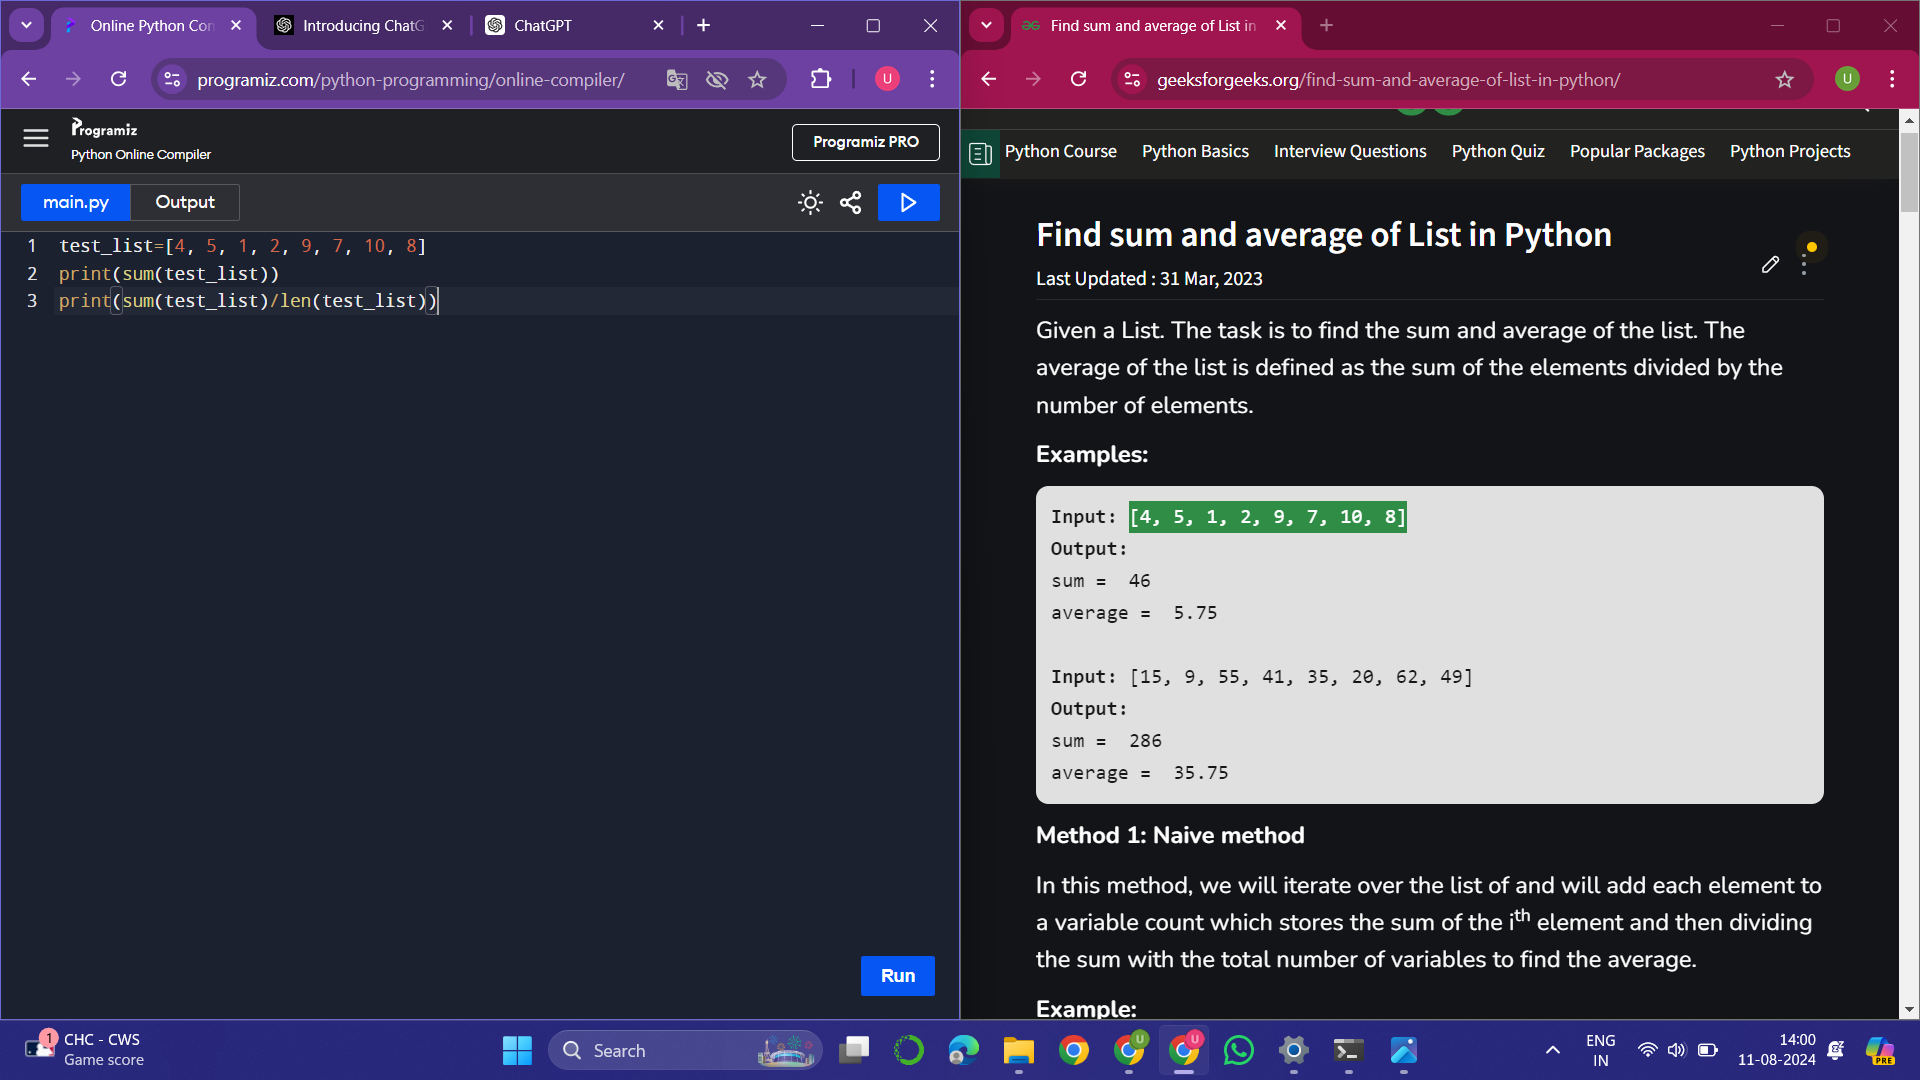 Online Python Con
Introducing ChatG
ChatGPT
programiz.com/python-programming/online-compiler/
U
Programiz
Python Online Compiler
Programiz PRO
main.py
Output
1 test_list=[4, 5, 1, 2, 9, 7, 10, 8]
2 print(sum(test_list))
3 print(sum(test_list)/len(test_list))
Run
Find sum and average of List in
geeksforgeeks.org/find-sum-and-average-of-list-in-python/
U
Python Course Python Basics Interview Questions Python Quiz Popular Packages Python Projects
Find sum and average of List in Python
Last Updated : 31 Mar, 2023
Given a List. The task is to find the sum and average of the list. The
average of the list is defined as the sum of the elements divided by the
number of elements.
Examples:
Input: [4, 5, 1, 2, 9, 7, 10, 8]
Output:
sum = 46
average = 5.75
Input: [15, 9, 55, 41, 35, 20, 62, 49]
Output:
sum = 286
average = 35.75
Method 1: Naive method
In this method, we will iterate over the list of and will add each element to
a variable count which stores the sum of the ith element and then dividing
the sum with the total number of variables to find the average.
Example:
1
CHC - CWS
Game score
Search
U
U
ENG
IN
14:00
11-08-2024
PRE